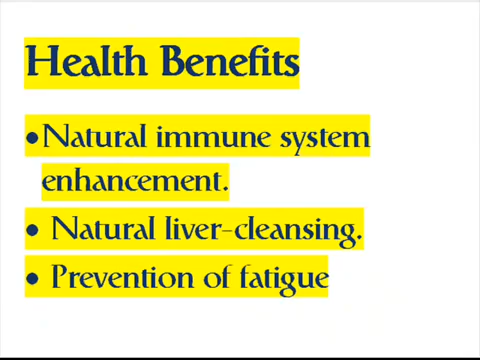 Health Benefits
•Natural immune system
enhancement.
• Natural liver-cleansing.
• Prevention of fatigue